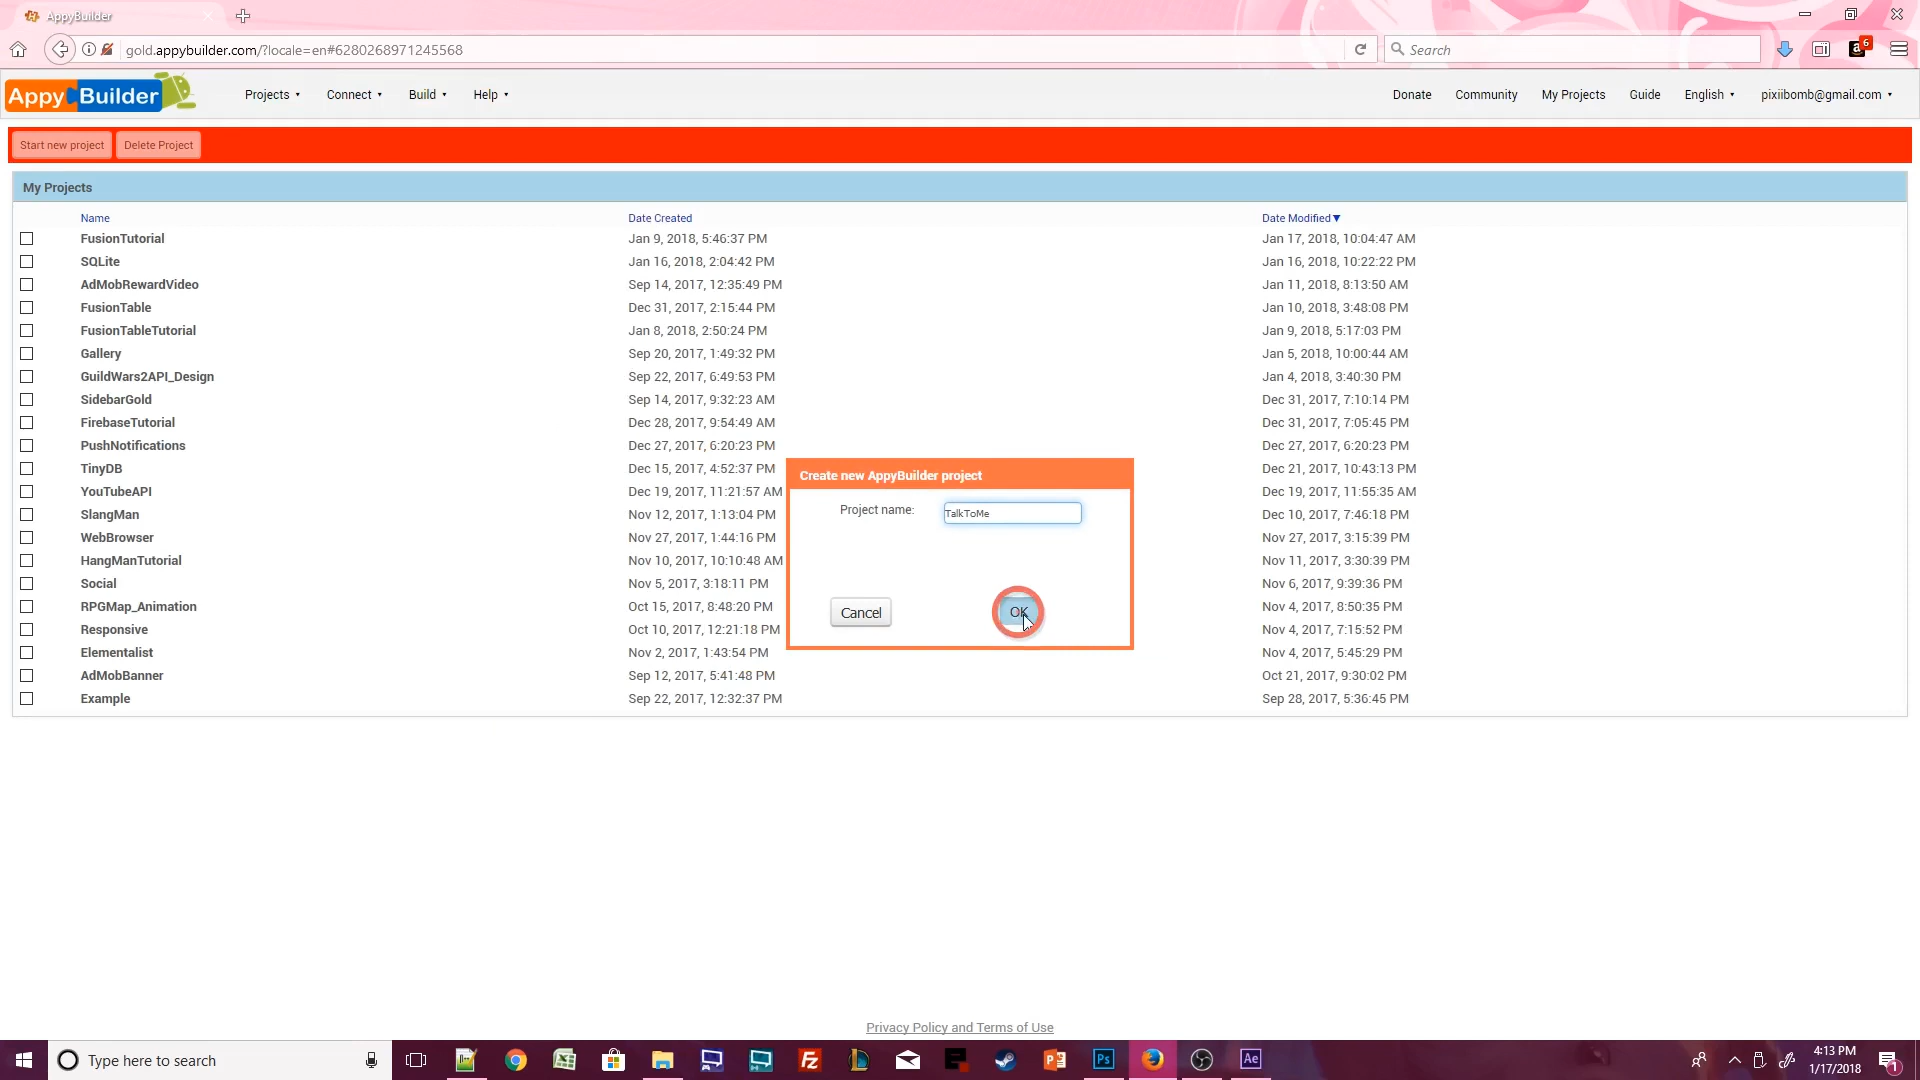 AppyBuilder
gold.appybuilder.com/?locale=en#6280268971245568
Search
6
Appy Builder
Projects
Connect
Build
Help
Donate
Community
My Projects
Guide
English
pixiibomb@gmail.com
Start new project
Delete Project
My Projects
Name Date Created Date Modified
FusionTutorial Jan 9, 2018, 5:46:37 PM Jan 17, 2018, 10:04:47 AM
SQLite Jan 16, 2018, 2:04:42 PM Jan 16, 2018, 10:22:22 PM
AdMobRewardVideo Sep 14, 2017, 12:35:49 PM Jan 11, 2018, 8:13:50 AM
FusionTable Dec 31, 2017, 2:15:44 PM Jan 10, 2018, 3:48:08 PM
FusionTableTutorial Jan 8, 2018, 2:50:24 PM Jan 9, 2018, 5:17:03 PM
Gallery Sep 20, 2017, 1:49:32 PM Jan 5, 2018, 10:00:44 AM
GuildWars2API_Design Sep 22, 2017, 6:49:53 PM Jan 4, 2018, 3:40:30 PM
SidebarGold Sep 14, 2017, 9:32:23 AM Dec 31, 2017, 7:10:14 PM
FirebaseTutorial Dec 28, 2017, 9:54:49 AM Dec 31, 2017, 7:05:45 PM
PushNotifications Dec 27, 2017, 6:20:23 PM Dec 27, 2017, 6:20:23 PM
TinyDB Dec 15, 2017, 4:52:37 PM Dec 21, 2017, 10:43:13 PM
YouTubeAPI Dec 19, 2017, 11:21:57 AM Dec 19, 2017, 11:55:35 AM
SlangMan Nov 12, 2017, 1:13:04 PM Dec 10, 2017, 7:46:18 PM
WebBrowser Nov 27, 2017, 1:44:16 PM Nov 27, 2017, 3:15:39 PM
HangManTutorial Nov 10, 2017, 10:10:48 AM Nov 11, 2017, 3:30:39 PM
Social Nov 5, 2017, 3:18:11 PM Nov 6, 2017, 9:39:36 PM
RPGMap_Animation Oct 15, 2017, 8:48:20 PM Nov 4, 2017, 8:50:35 PM
Responsive Oct 10, 2017, 12:21:18 PM Nov 4, 2017, 7:15:52 PM
Elementalist Nov 2, 2017, 1:43:54 PM Nov 4, 2017, 5:45:29 PM
AdMobBanner Sep 12, 2017, 5:41:48 PM Oct 21, 2017, 9:30:02 PM
Example Sep 22, 2017, 12:32:37 PM Sep 28, 2017, 5:36:45 PM
Create new AppyBuilder project
Project name: TalkToMe
Cancel OK
Privacy Policy and Terms of Use
Type here to search
Fz
Ps
Ae
4:13 PM
1/17/2018
1